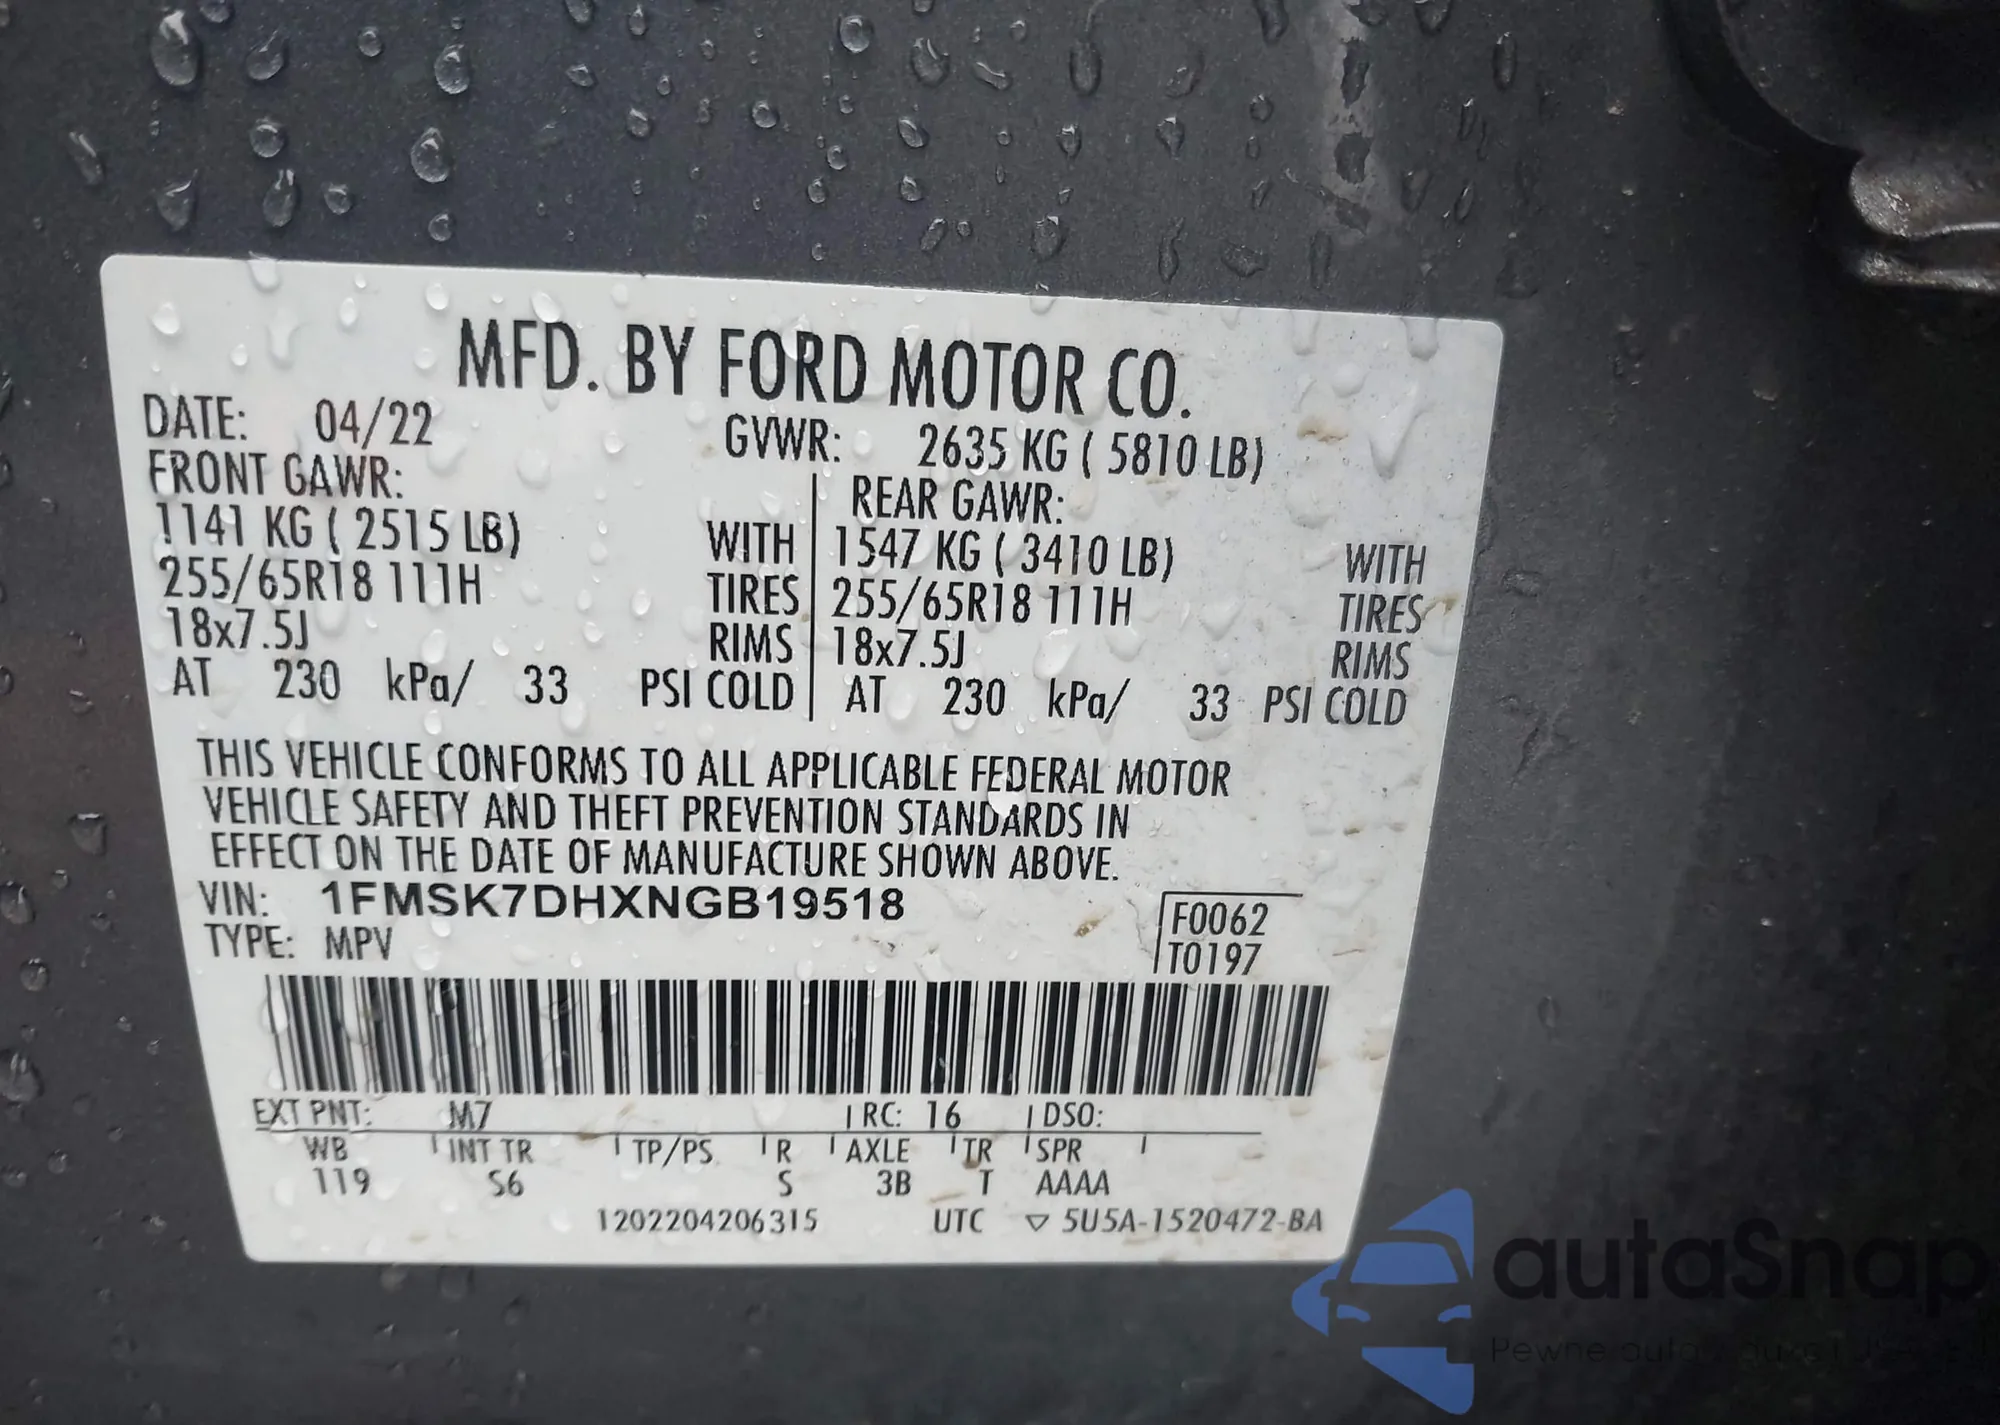 MFD. BY FORD MOTOR CO.
DATE: 04/22 GVWR: 2635 KG ( 5810 LB)
FRONT GAWR: REAR GAWR:
1141 KG ( 2515 LB) WITH 1547 KG ( 3410 LB) WITH
255/65R18 111H TIRES 255/65R18 111H TIRES
18x7.5J RIMS 18x7.5J RIMS
AT 230 kPa/ 33 PSI COLD AT 230 kPa/ 33 PSI COLD
THIS VEHICLE CONFORMS TO ALL APPLICABLE FEDERAL MOTOR
VEHICLE SAFETY AND THEFT PREVENTION STANDARDS IN
EFFECT ON THE DATE OF MANUFACTURE SHOWN ABOVE.
VIN: 1FMSK7DHXNGB19518 F0062
TYPE: MPV T0197
EXT PNT: M7 RC: 16 DSO:
WB INT TR TP/PS R AXLE TR SPR
119 S6 S 3B T AAAA
1202204206315 UTC ▽ 5U5A-1520472-BA
autaSnap
Pewne auta